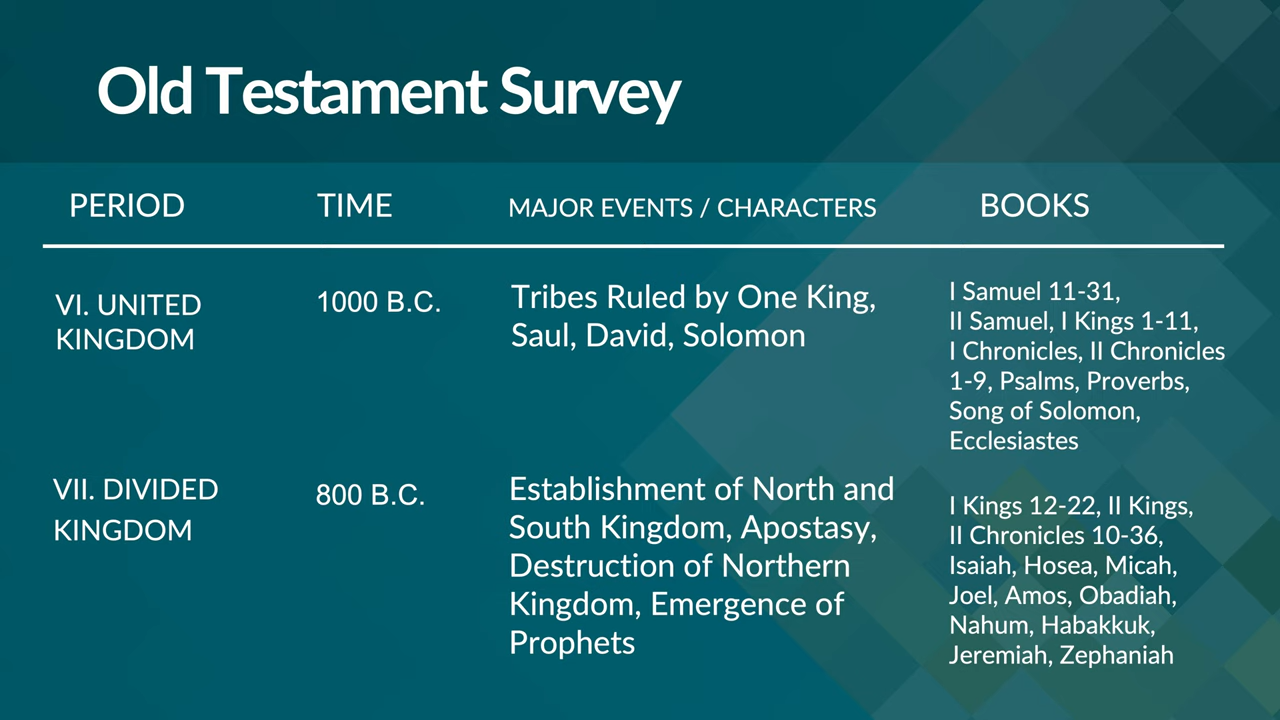 Old Testament Survey
PERIOD
TIME
MAJOR EVENTS / CHARACTERS
BOOKS
VI. UNITED
KINGDOM
1000 B.C.
Tribes Ruled by One King,
Saul, David, Solomon
I Samuel 11-31,
II Samuel, I Kings 1-11,
I Chronicles, II Chronicles
1-9, Psalms, Proverbs,
Song of Solomon,
Ecclesiastes
VII. DIVIDED
KINGDOM
800 B.C.
Establishment of North and
South Kingdom, Apostasy,
Destruction of Northern
Kingdom, Emergence of
Prophets
I Kings 12-22, II Kings,
II Chronicles 10-36,
Isaiah, Hosea, Micah,
Joel, Amos, Obadiah,
Nahum, Habakkuk,
Jeremiah, Zephaniah